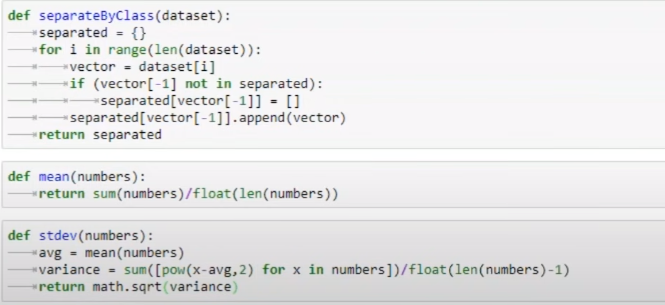 def separateByClass(dataset):
    separated = {}
    for i in range(len(dataset)):
        vector = dataset[i]
        if (vector[-1] not in separated):
            separated[vector[-1]] = []
        separated[vector[-1]].append(vector)
    return separated
def mean(numbers):
    return sum(numbers)/float(len(numbers))
def stdev(numbers):
    avg = mean(numbers)
    variance = sum([pow(x-avg,2) for x in numbers])/float(len(numbers)-1)
    return math.sqrt(variance)